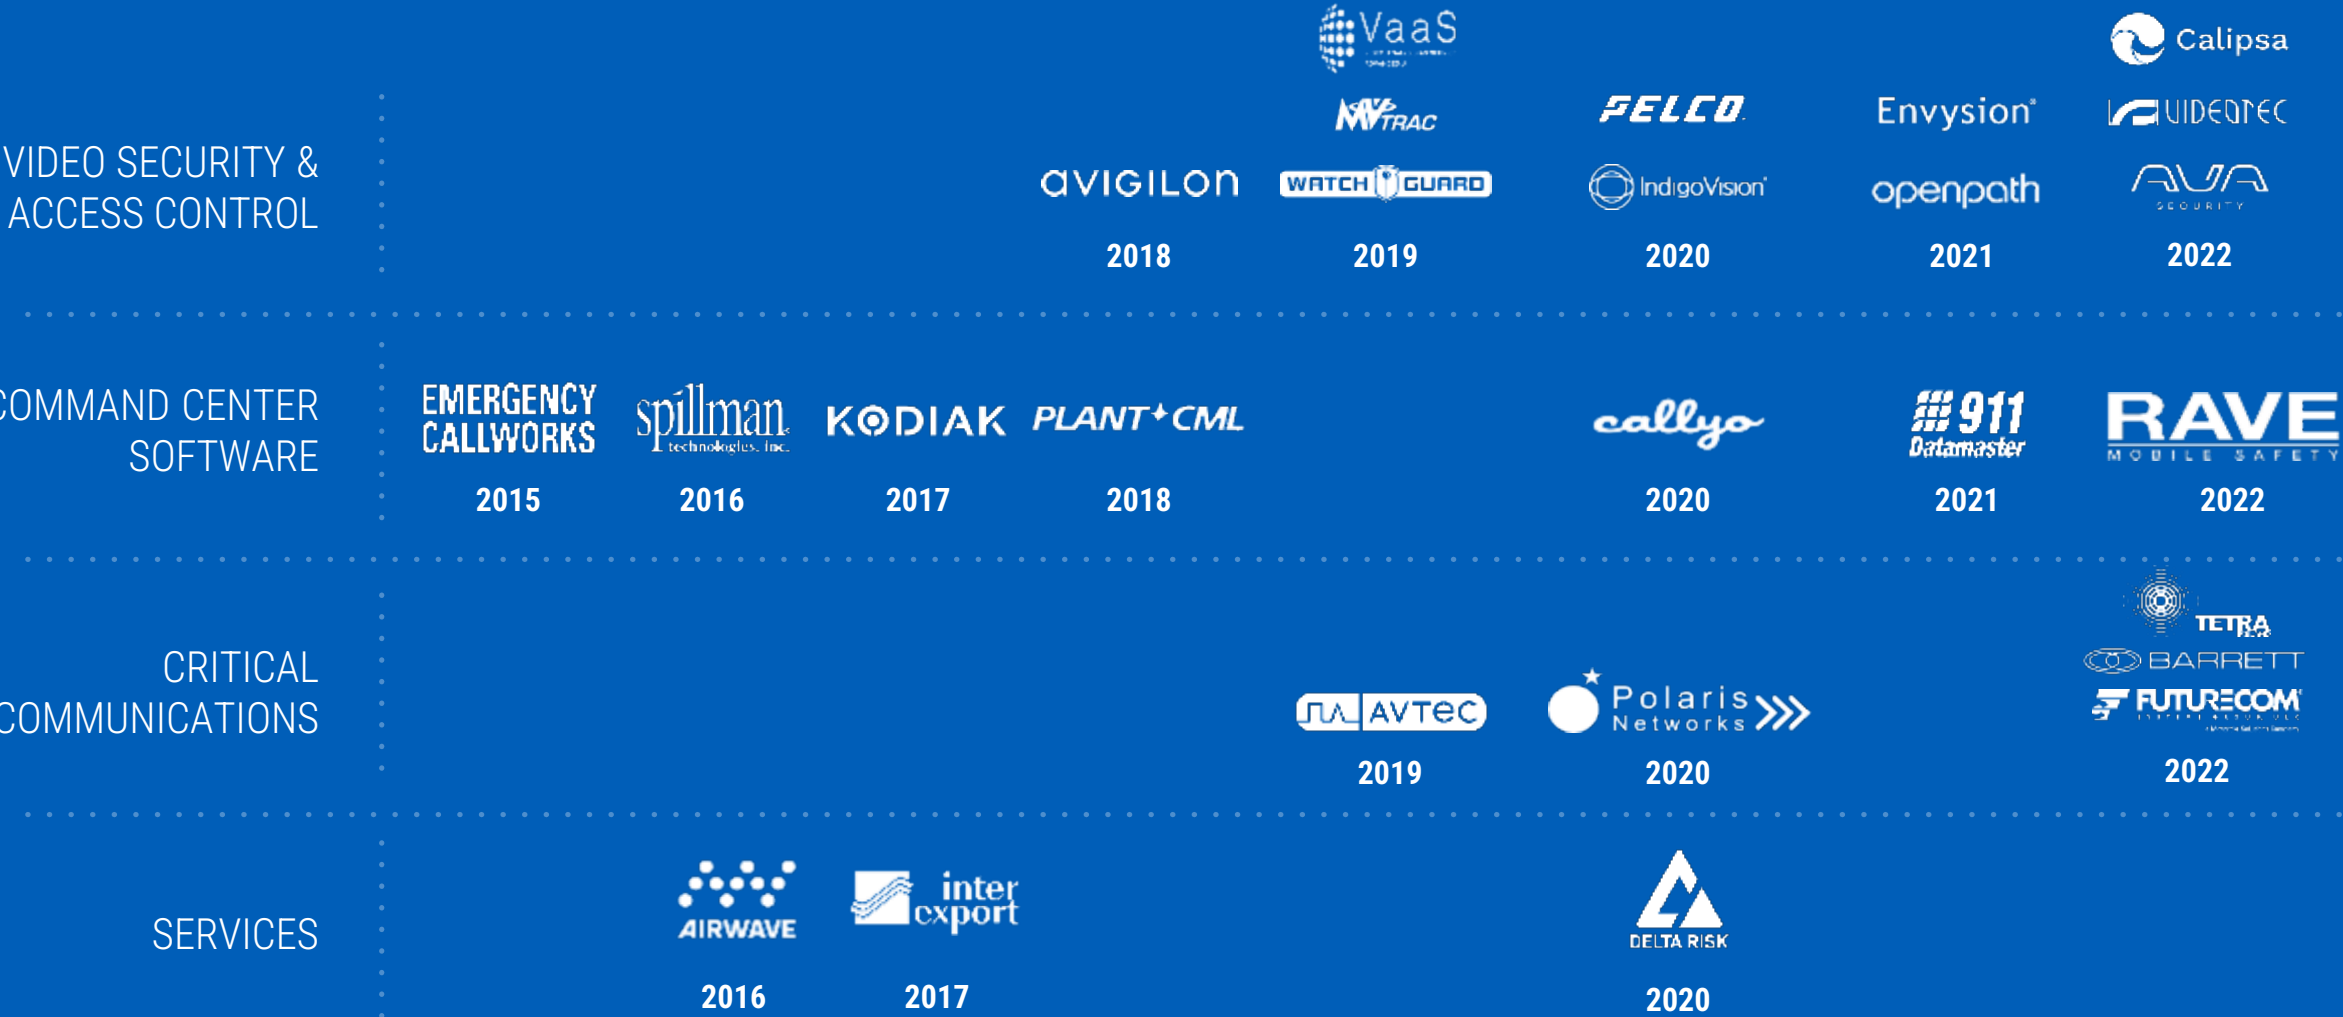 VaaS
Calipsa
MVTRAC
PELCO
Envysion
VIDEOTEC
VIDEO SECURITY &
ACCESS CONTROL
aVIGILON
WATCH GUARD
IndigoVision
openpath
AVA
SECURITY
2018
2019
2020
2021
2022
COMMAND CENTER
SOFTWARE
EMERGENCY
CALLWORKS
spillman
technologies, inc.
KODIAK
PLANT CML
callyo
911
Datamaster
RAVE
MOBILE SAFETY
2015
2016
2017
2018
2020
2021
2022
CRITICAL
COMMUNICATIONS
TETRA
BARRETT
AVTEC
Polaris
Networks
FUTURECOM
2019
2020
2022
SERVICES
AIRWAVE
inter
export
DELTA RISK
2016
2017
2020